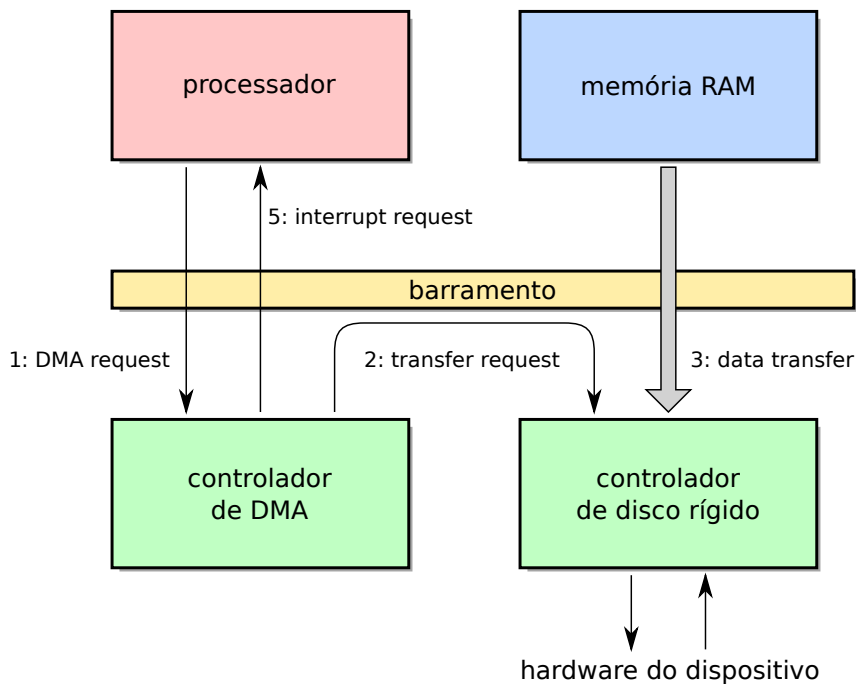 processador
memória RAM
5: interrupt request
barramento
1: DMA request
2: transfer request
3: data transfer
controlador
de DMA
controlador
de disco rígido
hardware do dispositivo